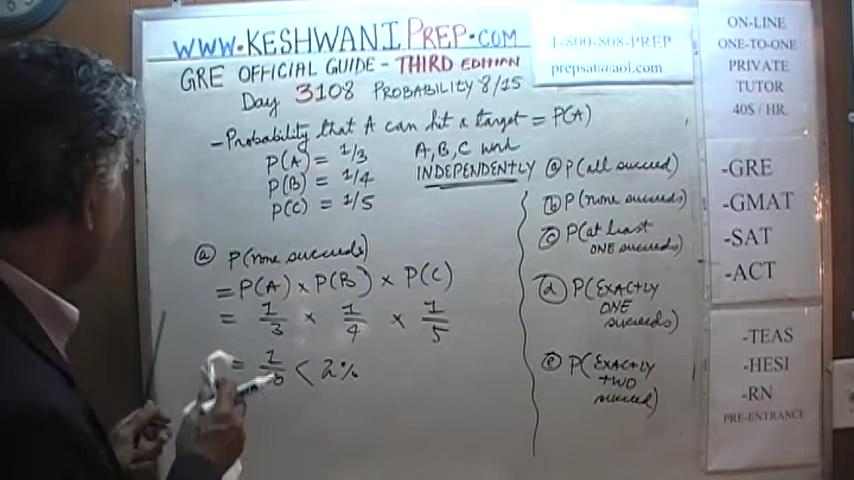 WWW.KESHWANIPREP.COM
GRE OFFICIAL GUIDE - THIRD EDITION
Day 3108 PROBABILITY 8/15
1-800-808-PREP
prepsat@aol.com
- Probability that A can hit a target = P(A)
P(A) = 1/3
P(B) = 1/4
P(C) = 1/5
A, B, C work
INDEPENDENTLY
ⓐ P(none succeeds)
= P(A) × P(B) × P(C)
= 1/3 × 1/4 × 1/5
= < 2%
ⓐ P(all succeed)
ⓑ P(none succeeds)
ⓒ P(at least
ONE succeeds)
ⓓ P(EXACTLY
ONE
succeeds)
ⓔ P(EXACTLY
TWO
succeed)
ON-LINE
ONE-TO-ONE
PRIVATE
TUTOR
40$ / HR.
-GRE
-GMAT
-SAT
-ACT
-TEAS
-HESI
-RN
PRE-ENTRANCE